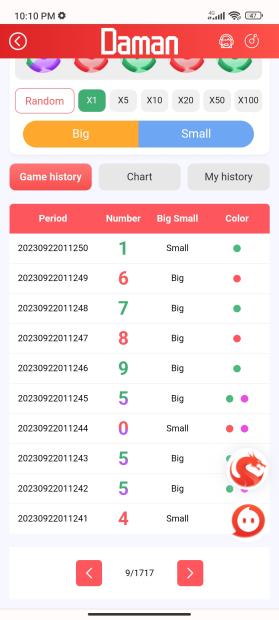 10:10 PM
4G 47
Daman
Random X1 X5 X10 X20 X50 X100
Big Small
Game history Chart My history
Period Number Big Small Color
20230922011250 1 Small
20230922011249 6 Big
20230922011248 7 Big
20230922011247 8 Big
20230922011246 9 Big
20230922011245 5 Big
20230922011244 0 Small
20230922011243 5 Big
20230922011242 5 Big
20230922011241 4 Small
9/1717